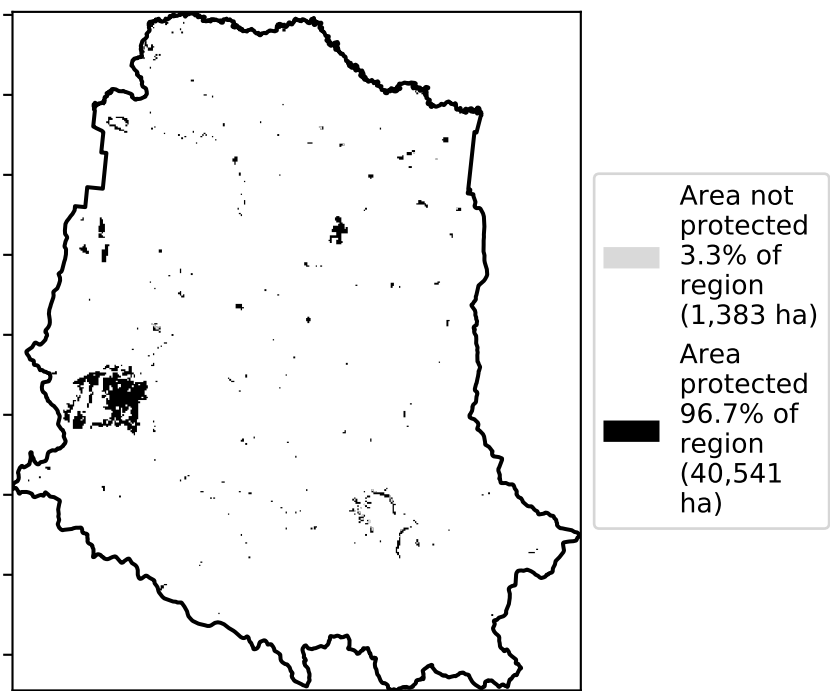 Area not
protected
3.3% of
region
(1,383 ha)
Area
protected
96.7% of
region
(40,541
ha)